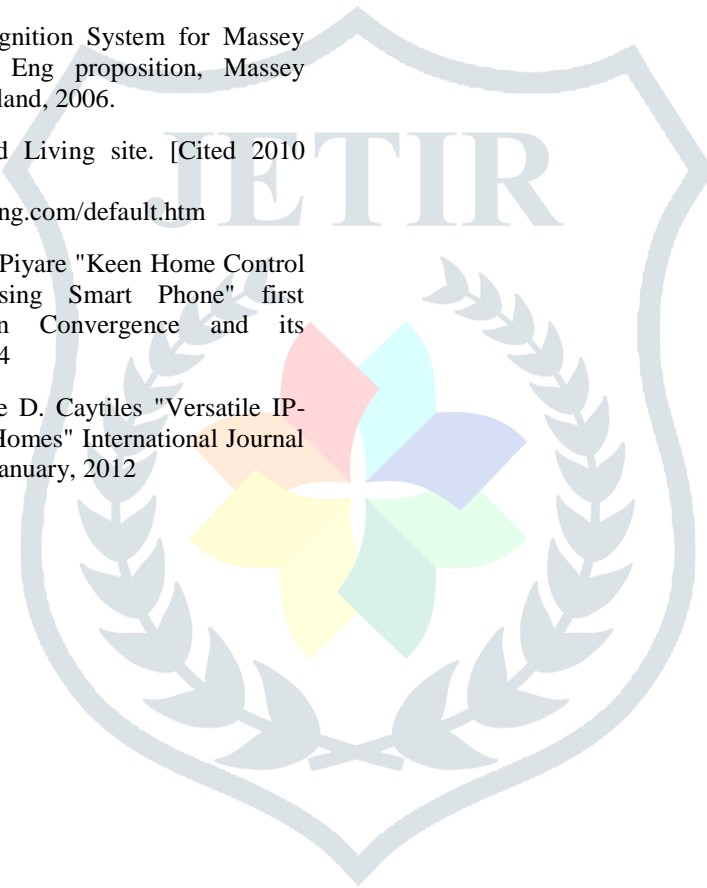 gnition System for Massey
Eng proposition, Massey
land, 2006.
d Living site. [Cited 2010
ng.com/default.htm
Piyare "Keen Home Control
sing Smart Phone" first
n Convergence and its
4
e D. Caytiles "Versatile IP-
Homes" International Journal
anuary, 2012
JETIR